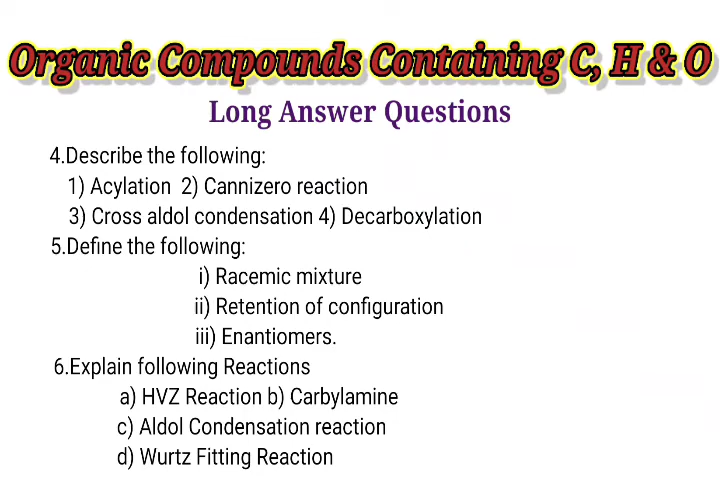 Organic Compounds Containing C, H & O
Long Answer Questions
4.Describe the following:
1) Acylation 2) Cannizero reaction
3) Cross aldol condensation 4) Decarboxylation
5.Define the following:
i) Racemic mixture
ii) Retention of configuration
iii) Enantiomers.
6.Explain following Reactions
a) HVZ Reaction b) Carbylamine
c) Aldol Condensation reaction
d) Wurtz Fitting Reaction